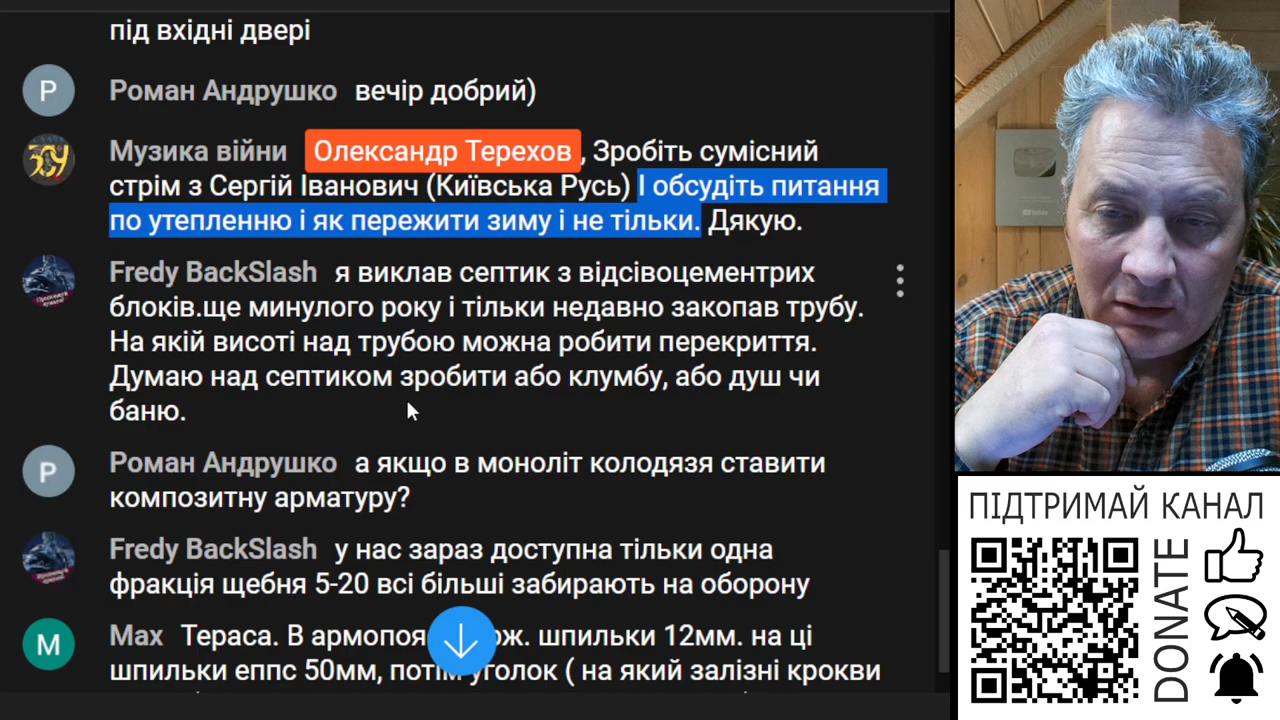 під вхідні двері
Роман Андрушко вечір добрий)
Музика війни Олександр Терехов, Зробіть сумісний
стрім з Сергій Іванович (Київська Русь) І обсудіть питання
по утепленню і як пережити зиму і не тільки. Дякую.
Fredy BackSlash я виклав септик з відсівоцементрих
блоків.ще минулого року і тільки недавно закопав трубу.
На якій висоті над трубою можна робити перекриття.
Думаю над септиком зробити або клумбу, або душ чи
баню.
Роман Андрушко а якщо в моноліт колодязя ставити
композитну арматуру?
Fredy BackSlash у нас зараз доступна тільки одна
фракція щебня 5-20 всі більші забирають на оборону
Max Тераса. В армопоя ож. шпильки 12мм. на ці
шпильки еппс 50мм, потім уголок ( на який залізні крокви
P
P
M
ПІДТРИМАЙ КАНАЛ
DONATE